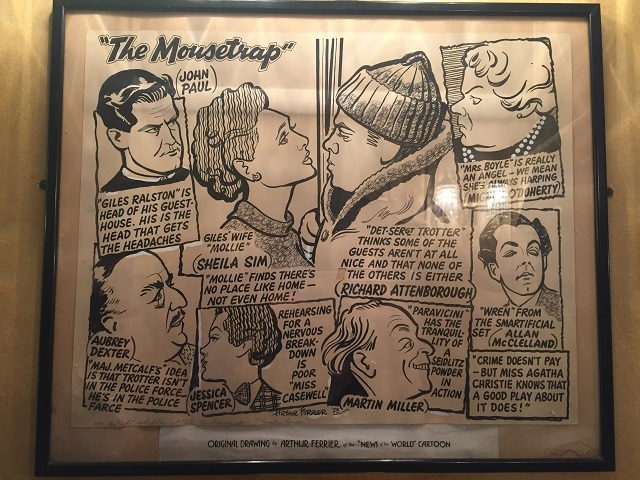 "The Mousetrap"
(JOHN
PAUL)
"GILES RALSTON" IS
HEAD OF HIS GUEST-
HOUSE. HIS IS THE
HEAD THAT GETS
THE HEADACHES
GILES' WIFE
"MOLLIE"
(SHEILA SIM)
"MOLLIE" FINDS THERE'S
NO PLACE LIKE HOME —
NOT EVEN HOME!
"DET-SERGT TROTTER"
THINKS SOME OF THE
GUESTS AREN'T AT ALL
NICE AND THAT NONE OF
THE OTHERS IS EITHER
(RICHARD ATTENBOROUGH)
"MRS. BOYLE" IS REALLY
AN ANGEL – WE MEAN
SHE'S ALWAYS HARPING
"WREN" FROM
THE SMARTIFICIAL
SET ALLAN
(McCLELLAND)
AUBREY
DEXTER
"MAJ. METCALF'S" IDEA
IS THAT TROTTER ISN'T
IN THE POLICE FORCE
HE'S IN THE POLICE
FARCE
REHEARSING
FOR A
NERVOUS
BREAK-
DOWN
IS
POOR
"MISS
CASEWELL"
JESSICA
SPENCER
"PARAVICINI"
HAS THE
TRANQUIL-
LITY OF
A
SEIDLITZ
POWDER
IN
ACTION
MARTIN MILLER)
"CRIME DOESN'T PAY
– BUT MISS AGATHA
CHRISTIE KNOWS THAT
A GOOD PLAY ABOUT
IT DOES!"
ARTHUR FERRIER
ORIGINAL DRAWING by ARTHUR FERRIER of the "NEWS of the WORLD" CARTOON